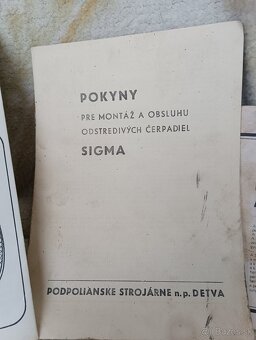 POKYNY
PRE MONTÁŽ A OBSLUHU
ODSTREDIVÝCH ČERPADIEL
SIGMA
PODPOLIANSKE STROJÁRNE n.p. DETVA